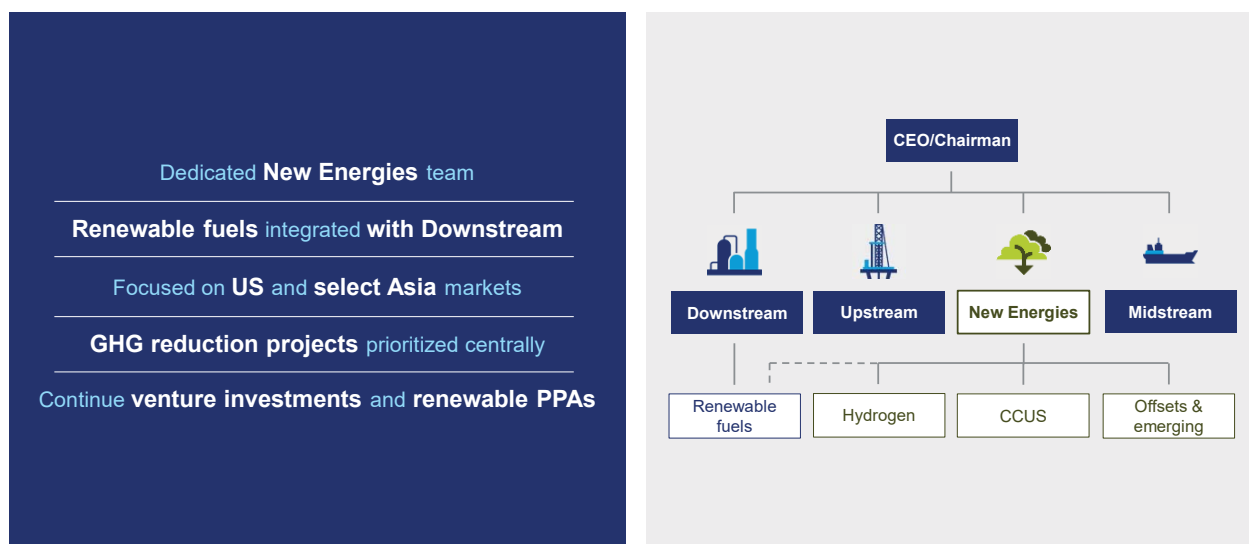 Dedicated New Energies team
Renewable fuels integrated with Downstream
Focused on US and select Asia markets
GHG reduction projects prioritized centrally
Continue venture investments and renewable PPAs
CEO/Chairman
Downstream
Upstream
New Energies
Midstream
Renewable
fuels
Hydrogen
CCUS
Offsets &
emerging